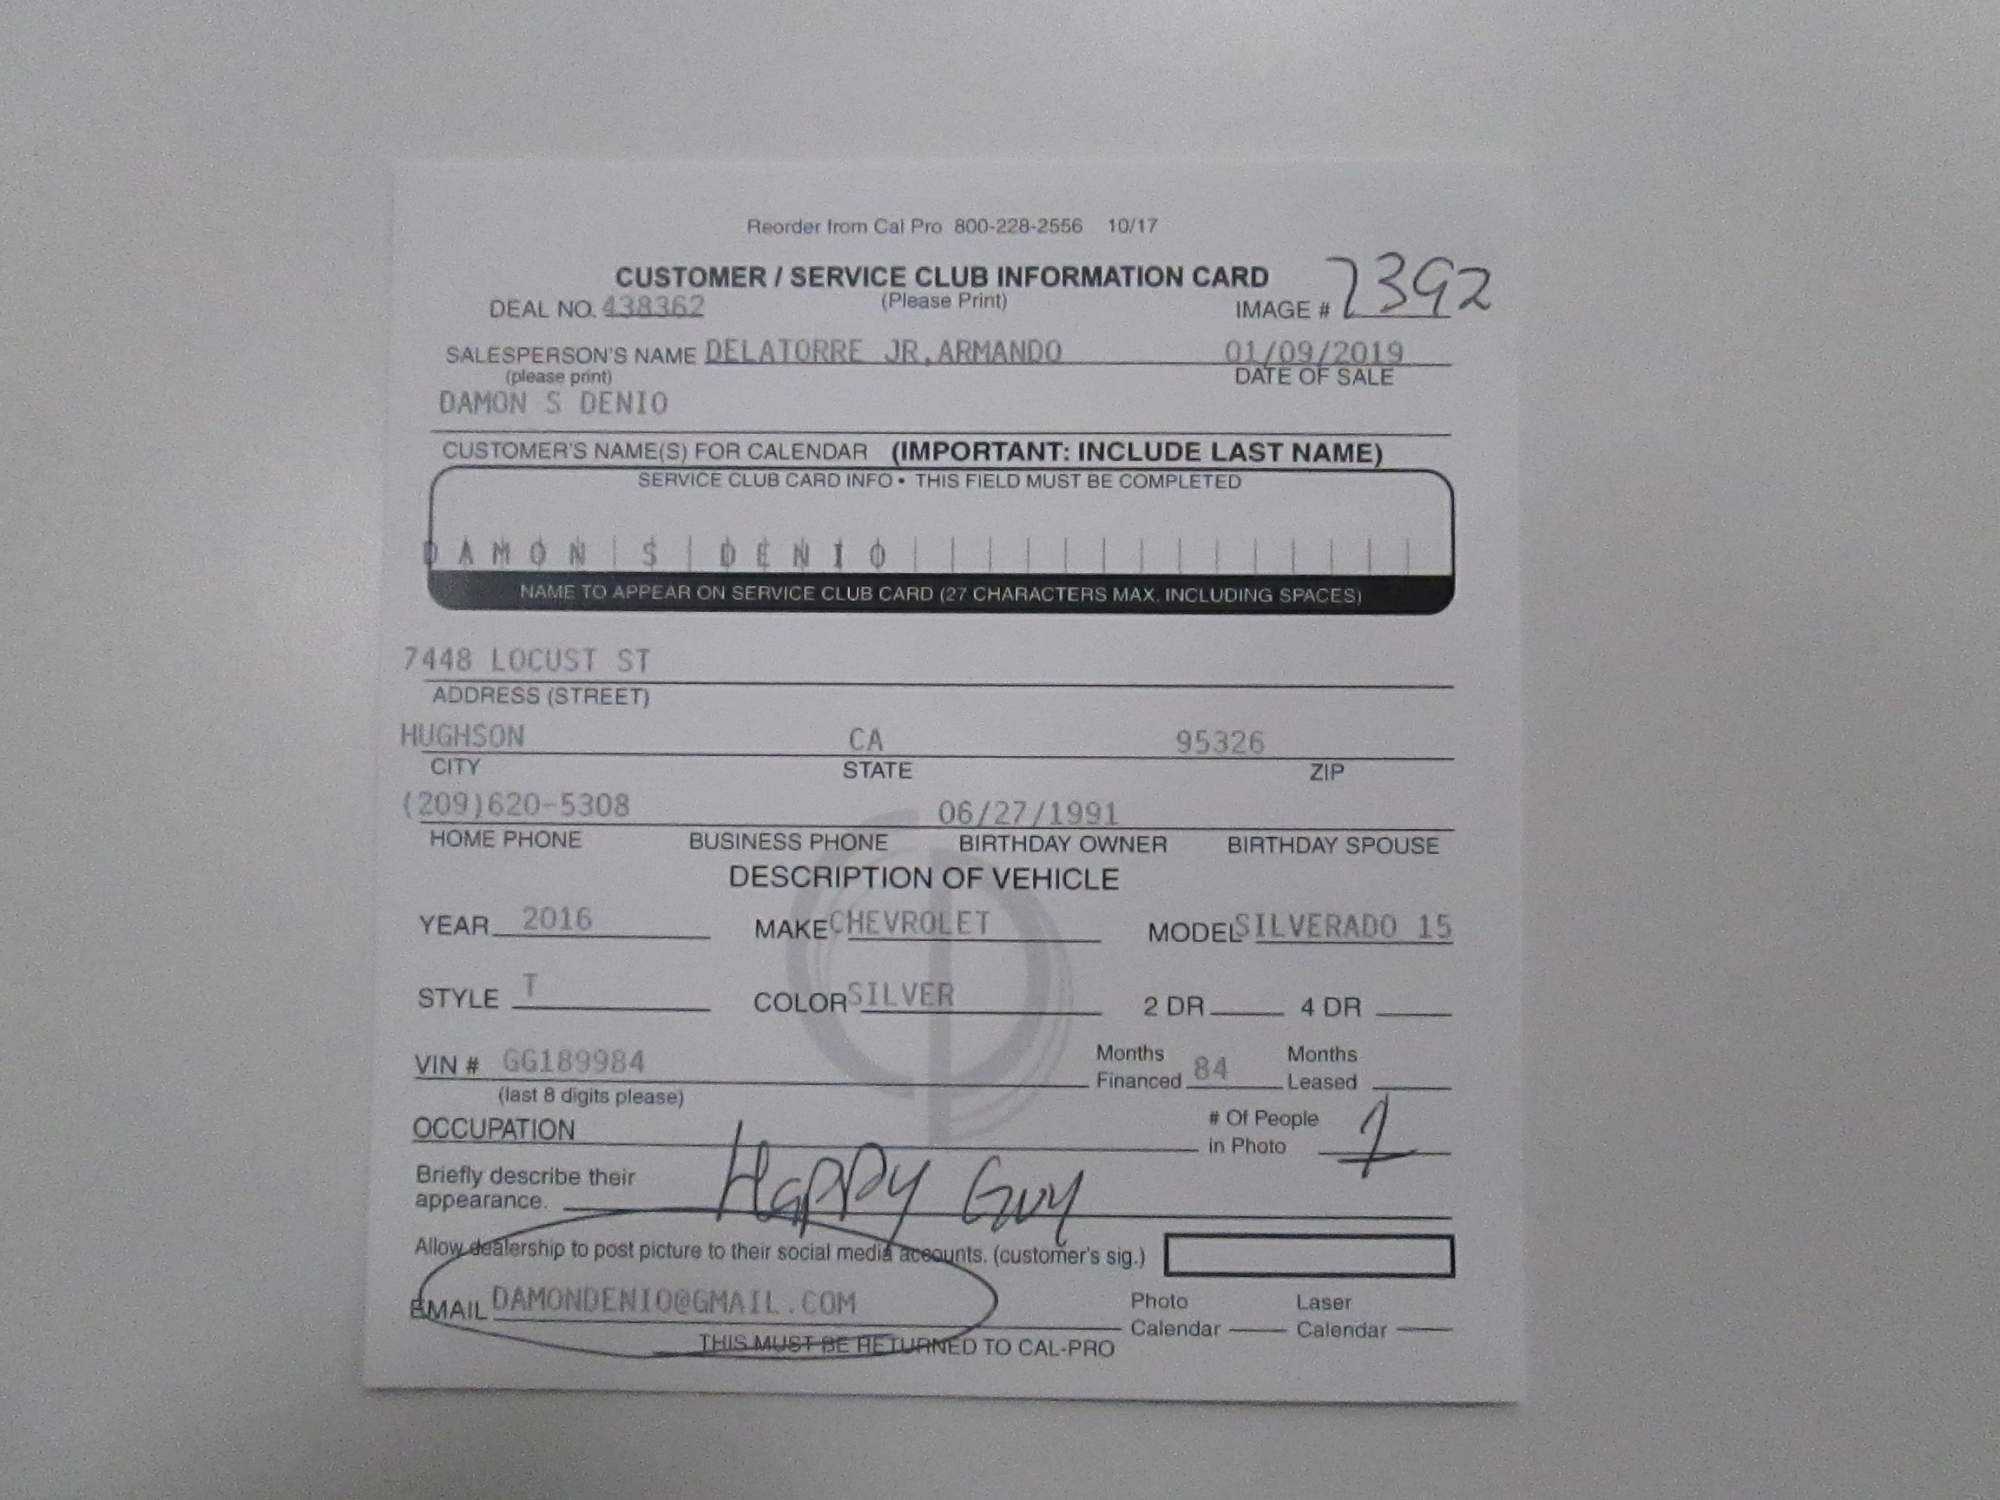 Reorder from Cal Pro 800-228-2556 10/17
CUSTOMER / SERVICE CLUB INFORMATION CARD
DEAL NO. 438362 (Please Print) IMAGE # 7392
SALESPERSON'S NAME DELATORRE JR,ARMANDO 01/09/2019
(please print) DATE OF SALE
DAMON S DENIO
CUSTOMER'S NAME(S) FOR CALENDAR (IMPORTANT: INCLUDE LAST NAME)
SERVICE CLUB CARD INFO • THIS FIELD MUST BE COMPLETED
DAMON S DENIO
NAME TO APPEAR ON SERVICE CLUB CARD (27 CHARACTERS MAX. INCLUDING SPACES)
7448 LOCUST ST
ADDRESS (STREET)
HUGHSON CA 95326
CITY STATE ZIP
(209)620-5308 06/27/1991
HOME PHONE BUSINESS PHONE BIRTHDAY OWNER BIRTHDAY SPOUSE
DESCRIPTION OF VEHICLE
YEAR 2016 MAKE CHEVROLET MODEL SILVERADO 15
STYLE T COLOR SILVER 2 DR 4 DR
VIN # GG189984 Months Financed 84 Months Leased
(last 8 digits please)
OCCUPATION # Of People in Photo 1
Briefly describe their appearance. Happy Guy
Allow dealership to post picture to their social media accounts. (customer's sig.)
EMAIL DAMONDENIO@GMAIL.COM Photo Calendar Laser Calendar
THIS MUST BE RETURNED TO CAL-PRO